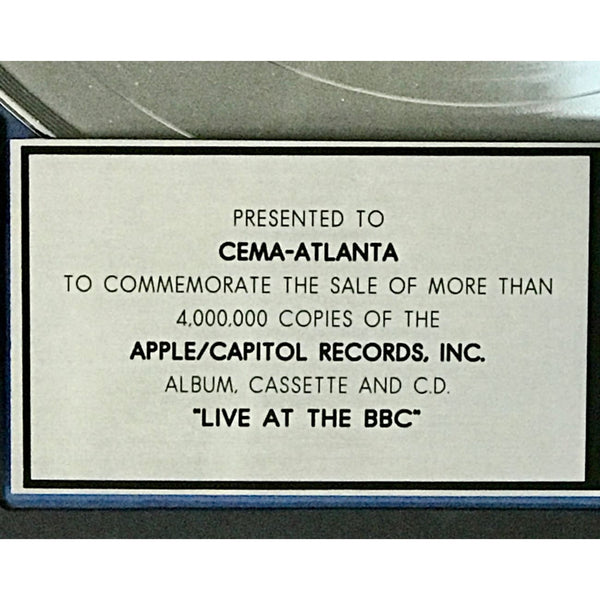 PRESENTED TO
CEMA-ATLANTA
TO COMMEMORATE THE SALE OF MORE THAN
4,000,000 COPIES OF THE
APPLE/CAPITOL RECORDS, INC.
ALBUM, CASSETTE AND C.D.
"LIVE AT THE BBC"